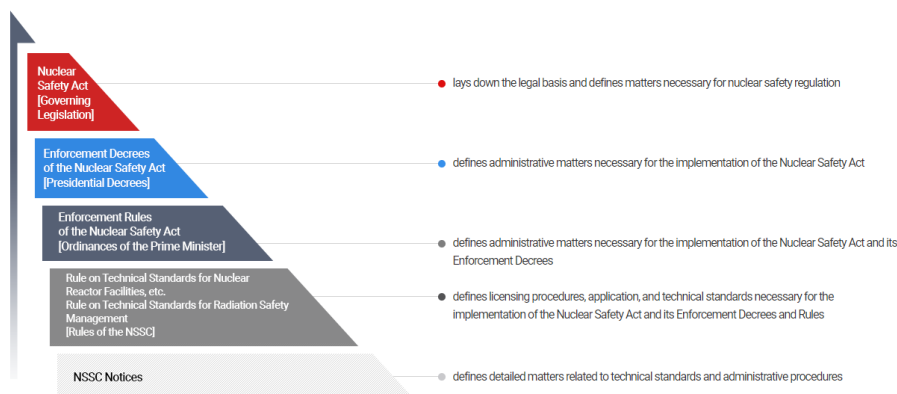 Nuclear
Safety Act
[Governing
Legislation]
lays down the legal basis and defines matters necessary for nuclear safety regulation
Enforcement Decrees
of the Nuclear Safety Act
[Presidential Decrees]
defines administrative matters necessary for the implementation of the Nuclear Safety Act
Enforcement Rules
of the Nuclear Safety Act
[Ordinances of the Prime Minister]
defines administrative matters necessary for the implementation of the Nuclear Safety Act and its
Enforcement Decrees
Rule on Technical Standards for Nuclear
Reactor Facilities, etc.
Rule on Technical Standards for Radiation Safety
Management
[Rules of the NSSC]
defines licensing procedures, application, and technical standards necessary for the
implementation of the Nuclear Safety Act and its Enforcement Decrees and Rules
NSSC Notices
defines detailed matters related to technical standards and administrative procedures